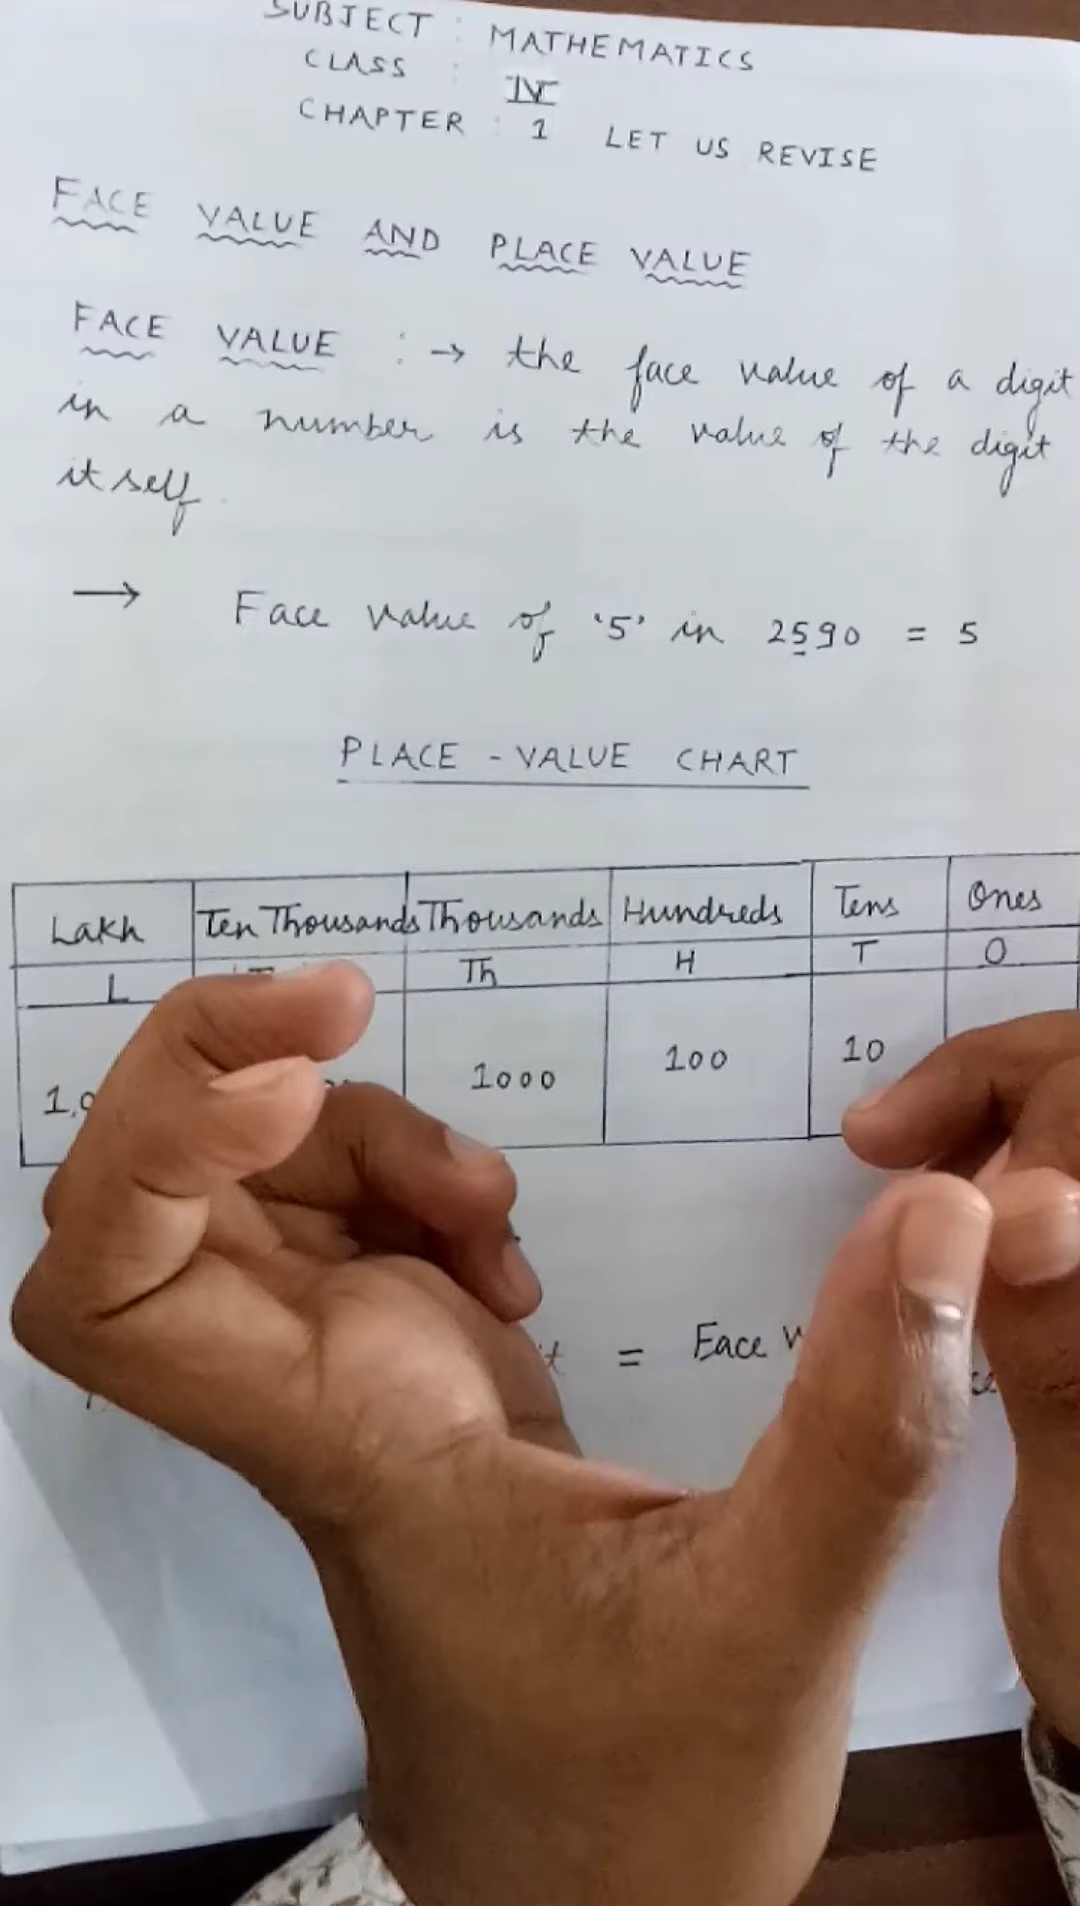 SUBJECT : MATHEMATICS
CLASS : IV
CHAPTER : 1 LET US REVISE
FACE VALUE AND PLACE VALUE
FACE VALUE : → the face value of a digit
in a number is the value of the digit
itself.
→ Face value of '5' in 2590 = 5
PLACE - VALUE CHART
Lakh Ten Thousands Thousands Hundreds Tens Ones
L Th H T O
1000 100 10
= Face